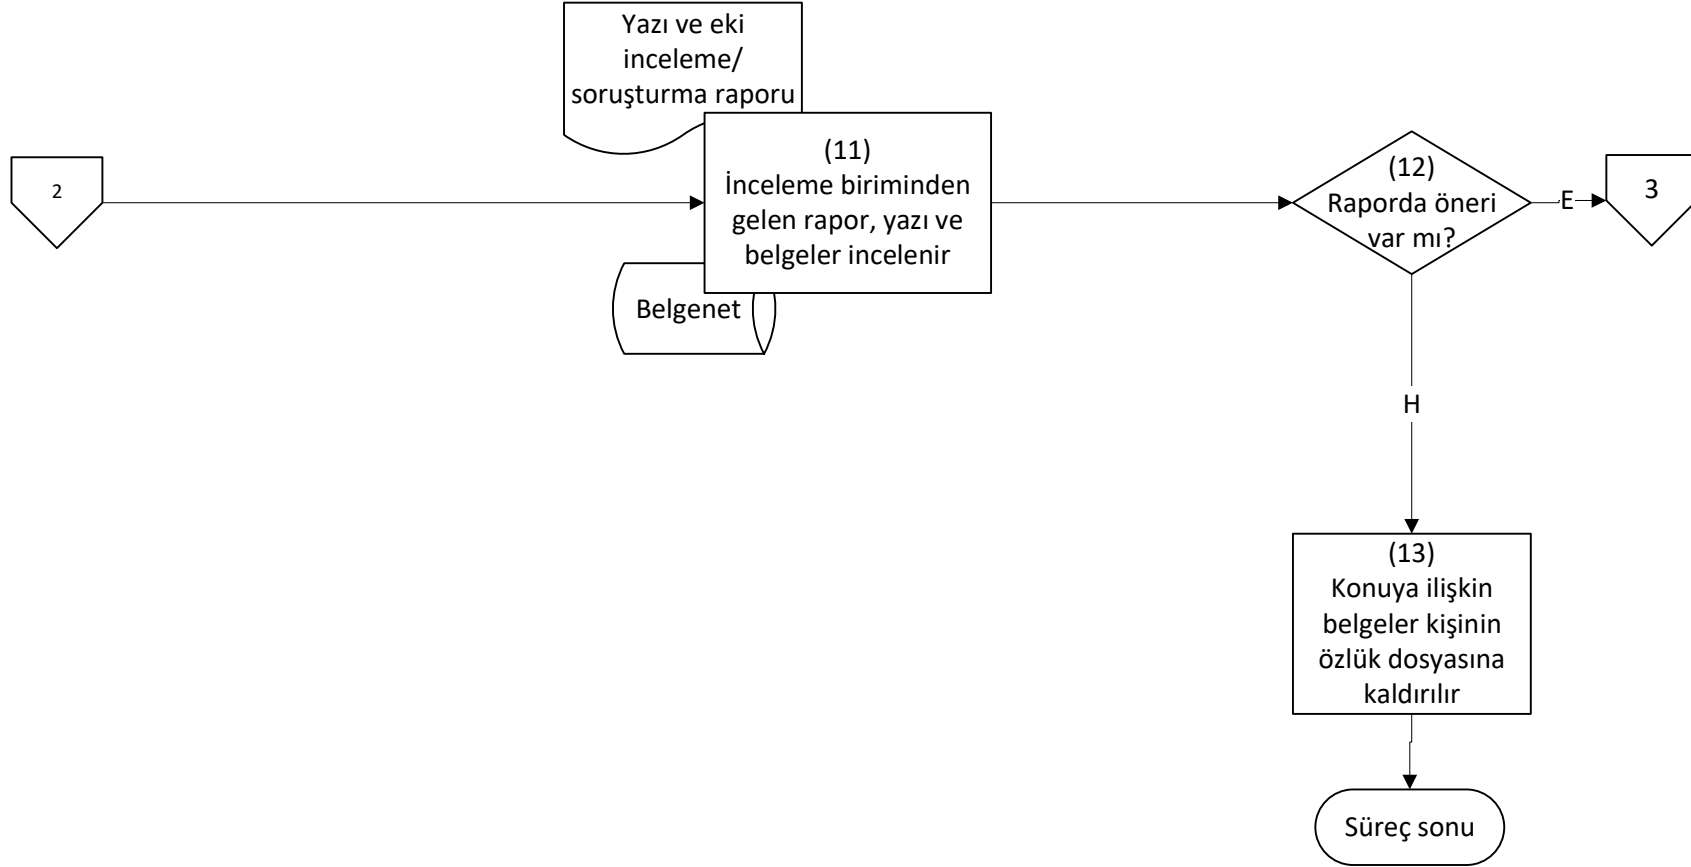 Yazı ve eki
inceleme/
soruşturma raporu
2
(11)
İnceleme biriminden
gelen rapor, yazı ve
belgeler incelenir
Belgenet
(12)
Raporda öneri
var mı?
E
3
H
(13)
Konuya ilişkin
belgeler kişinin
özlük dosyasına
kaldırılır
Süreç sonu